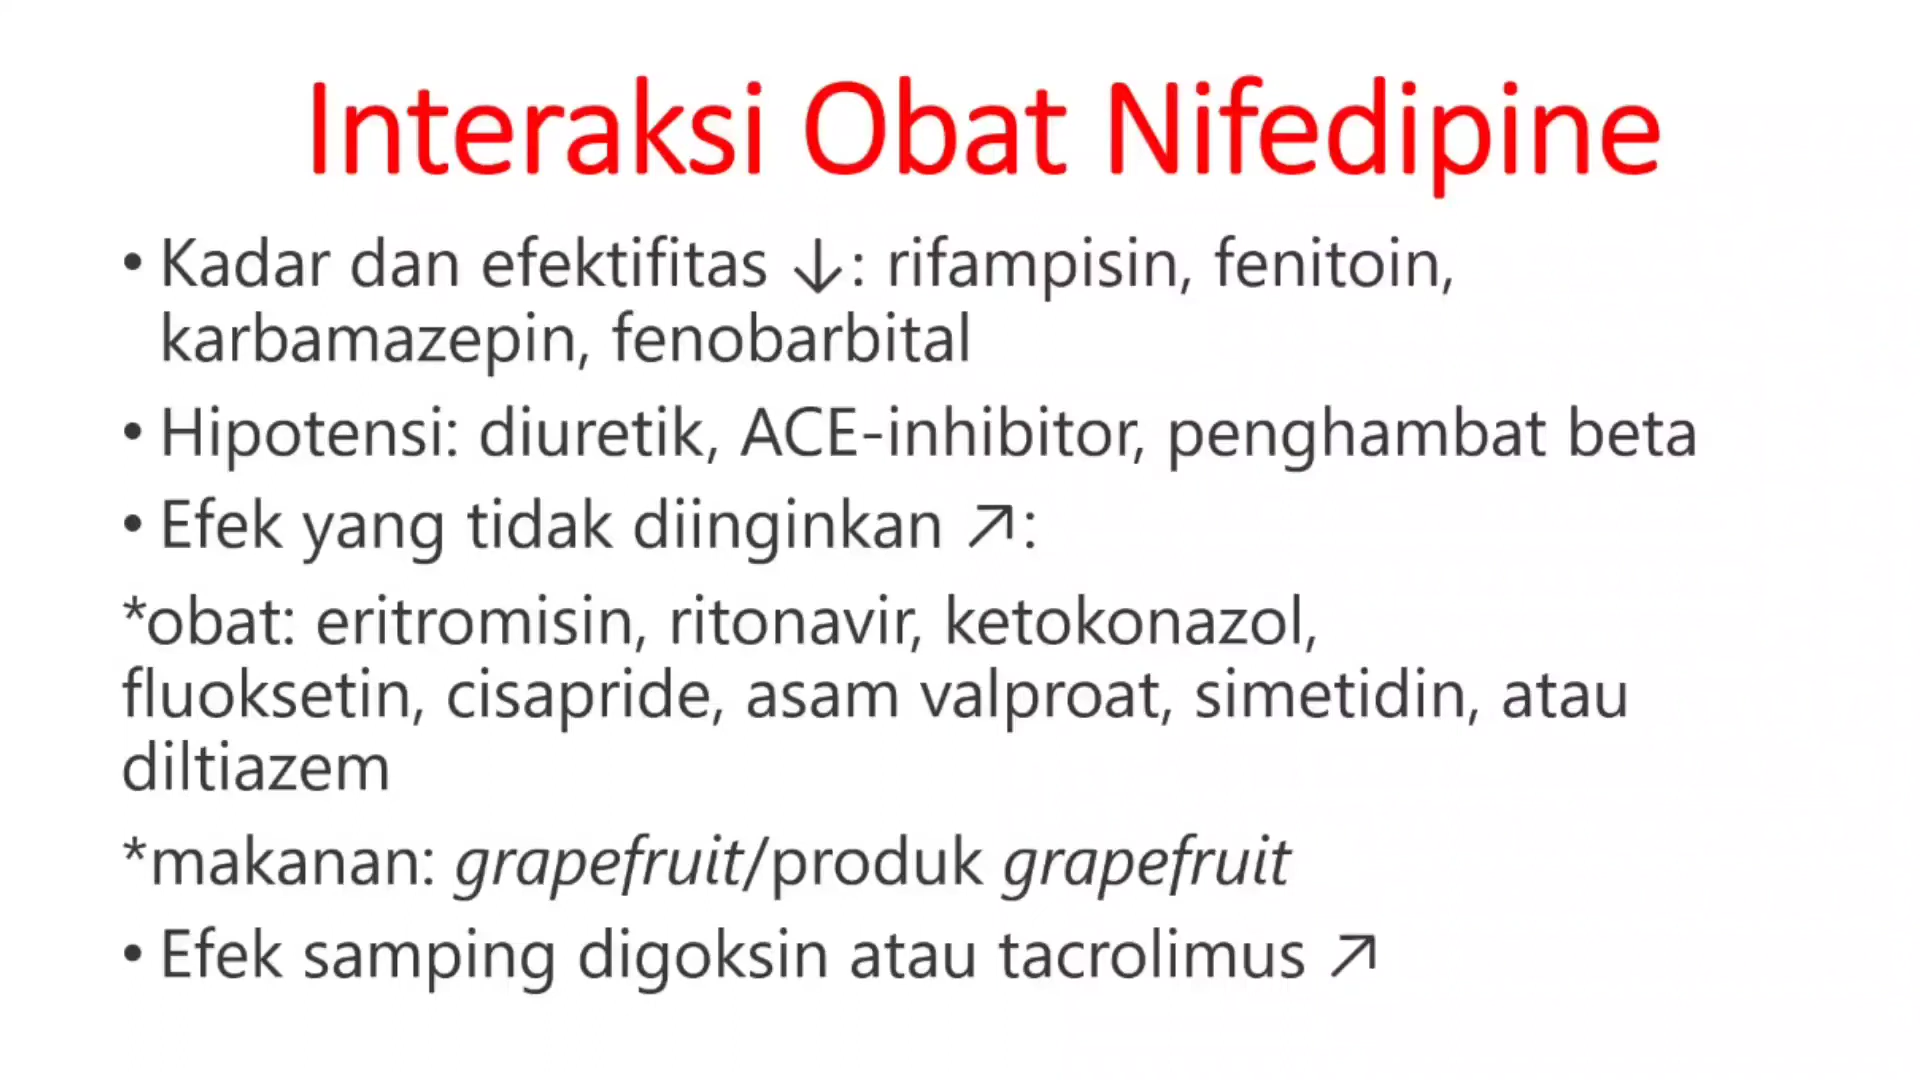 Interaksi Obat Nifedipine
• Kadar dan efektifitas ↓: rifampisin, fenitoin,
karbamazepin, fenobarbital
• Hipotensi: diuretik, ACE-inhibitor, penghambat beta
• Efek yang tidak diinginkan ↗:
*obat: eritromisin, ritonavir, ketokonazol,
fluoksetin, cisapride, asam valproat, simetidin, atau
diltiazem
*makanan: grapefruit/produk grapefruit
• Efek samping digoksin atau tacrolimus ↗